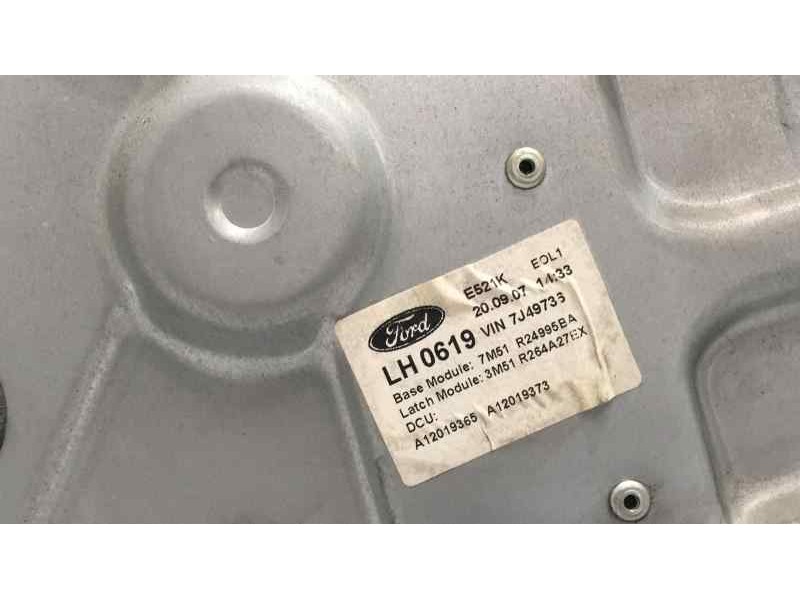 E521K EOL1
20.09.07 14:33
Ford
LH 0619 VIN 7J49736
Base Module: 7M51 R24995BA
Latch Module: 3M51 R264A27EX
DCU:
A12019365 A12019373